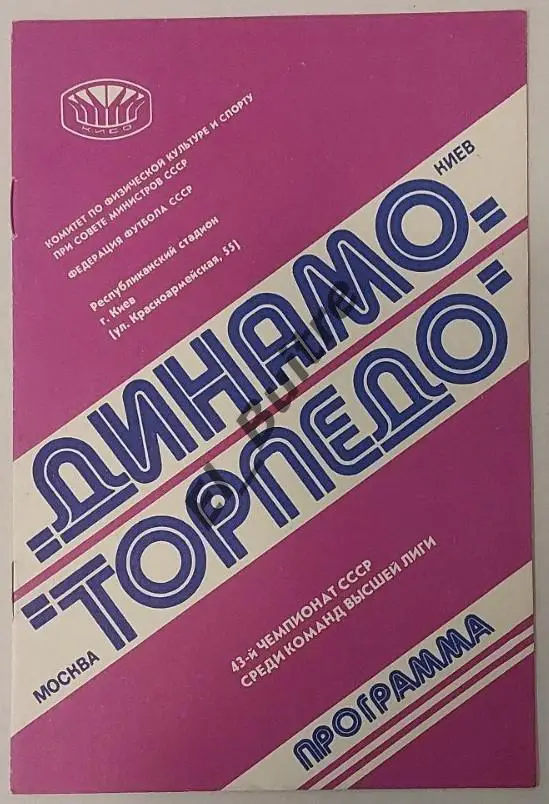 КИЕВ
КОМИТЕТ ПО ФИЗИЧЕСКОЙ КУЛЬТУРЕ И СПОРТУ
ПРИ СОВЕТЕ МИНИСТРОВ СССР
ФЕДЕРАЦИЯ ФУТБОЛА СССР
Республиканский стадион
г. Киев
(ул. Красноармейская, 55)
КИЕВ
"ДИНАМО"
"ТОРПЕДО"
МОСКВА
43-й ЧЕМПИОНАТ СССР
СРЕДИ КОМАНД ВЫСШЕЙ ЛИГИ
ПРОГРАММА